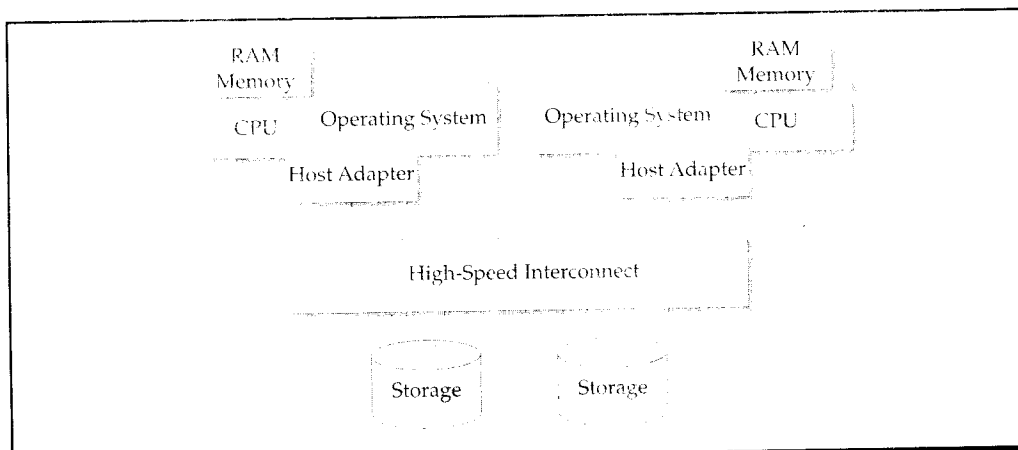 RAM
Memory
RAM
Memory
CPU
Operating System
Operating System
CPU
Host Adapter
Host Adapter
High-Speed Interconnect
Storage
Storage